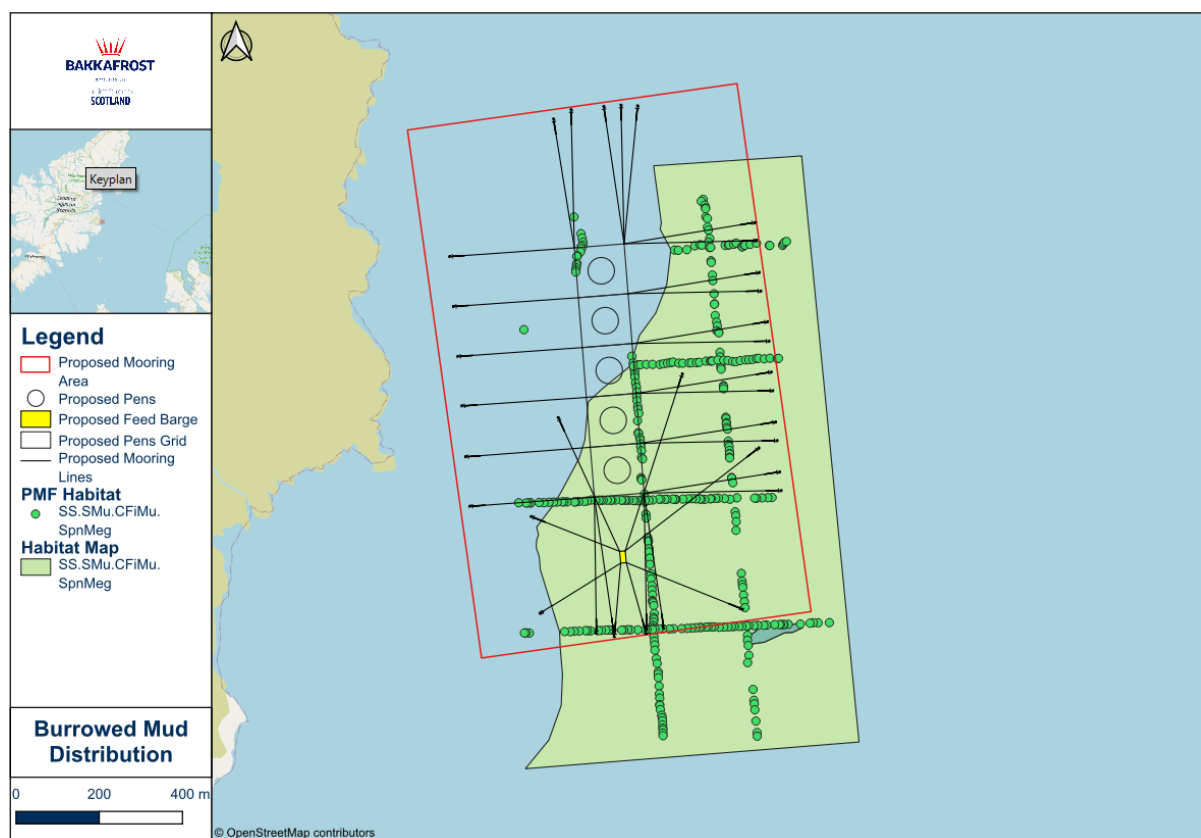 BAKKAFROST
SCOTLAND
Keyplan
Legend
Proposed Mooring
Area
Proposed Pens
Proposed Feed Barge
Proposed Pens Grid
Proposed Mooring
Lines
PMF Habitat
SS.SMu.CFiMu.
SpnMeg
Habitat Map
SS.SMu.CFiMu.
SpnMeg
Burrowed Mud
Distribution
0 200 400 m
© OpenStreetMap contributors